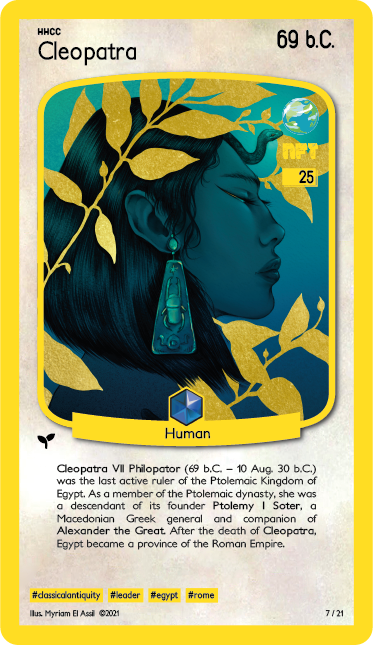 HHCC
Cleopatra
69 b.C.
NFT
25
Human
Cleopatra VII Philopator (69 b.C. – 10 Aug. 30 b.C.)
was the last active ruler of the Ptolemaic Kingdom of
Egypt. As a member of the Ptolemaic dynasty, she was
a descendant of its founder Ptolemy I Soter, a
Macedonian Greek general and companion of
Alexander the Great. After the death of Cleopatra,
Egypt became a province of the Roman Empire.
#classicalantiquity #leader #egypt #rome
Illus. Myriam El Assil ©2021 7 / 21